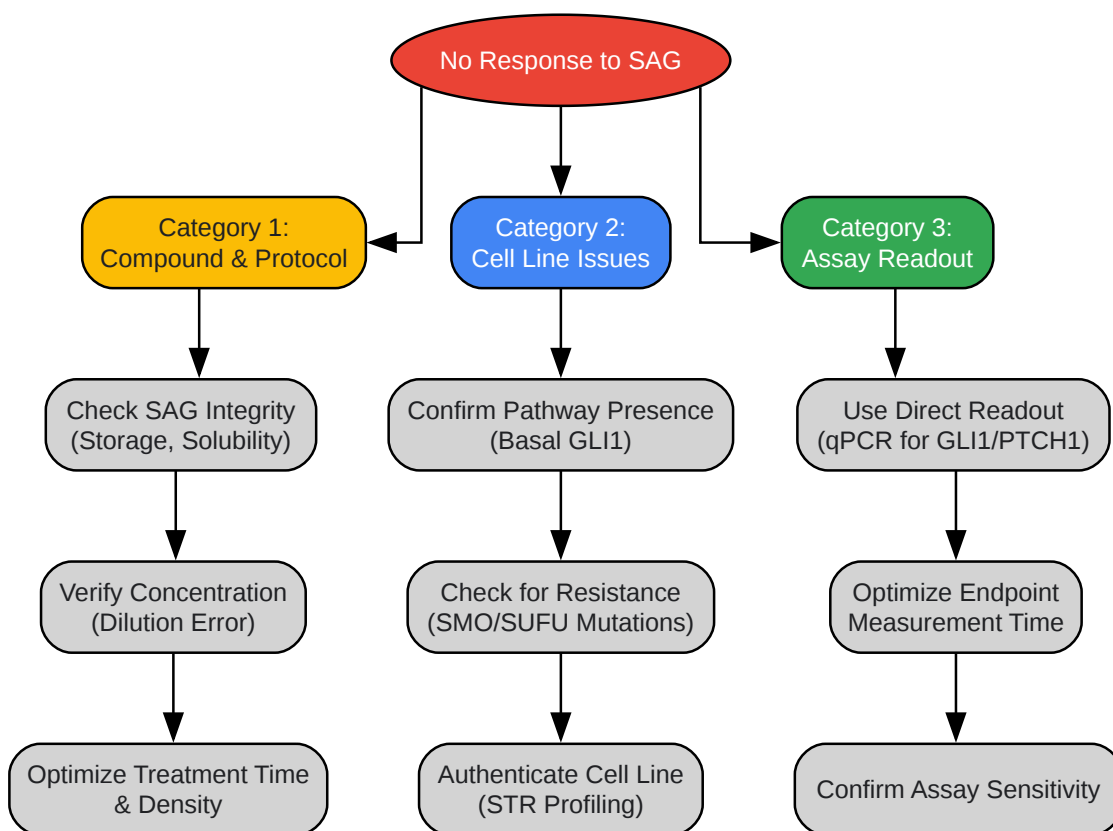 No Response to SAG
Category 1:
Compound & Protocol
Category 2:
Cell Line Issues
Category 3:
Assay Readout
Check SAG Integrity
(Storage, Solubility)
Confirm Pathway Presence
(Basal GLI1)
Use Direct Readout
(qPCR for GLI1/PTCH1)
Verify Concentration
(Dilution Error)
Check for Resistance
(SMO/SUFU Mutations)
Optimize Endpoint
Measurement Time
Optimize Treatment Time
& Density
Authenticate Cell Line
(STR Profiling)
Confirm Assay Sensitivity